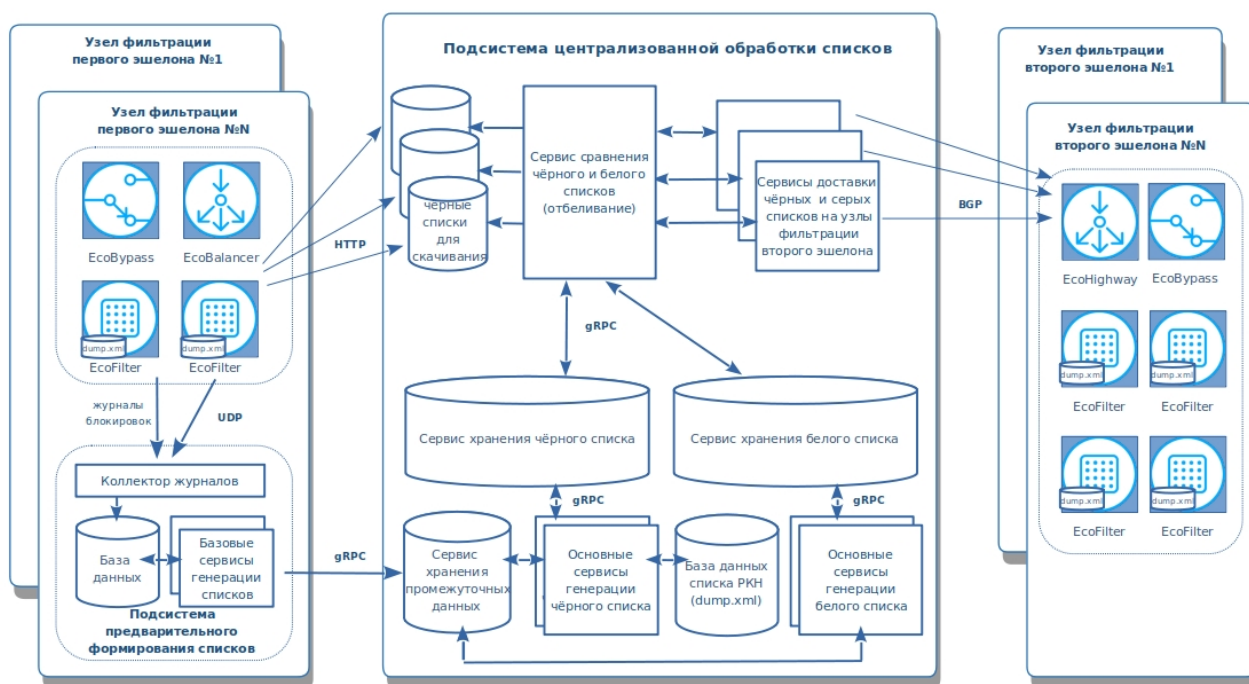 Узел фильтрации
первого эшелона №1
Узел фильтрации
первого эшелона №N
EcoBypass
EcoBalancer
dump.xml
dump.xml
EcoFilter
EcoFilter
журналы
блокировок
UDP
Коллектор журналов
База
данных
Базовые
сервисы
генерации
списков
Подсистема
предварительного
формирования списков
HTTP
gRPC
Подсистема централизованной обработки списков
чёрные
списки
для
скачивания
Сервис сравнения
чёрного и белого
списков
(отбеливание)
Сервисы доставки
чёрных и серых
списков на узлы
фильтрации
второго эшелона
gRPC
Сервис хранения чёрного списка
Сервис хранения белого списка
gRPC
gRPC
Сервис
хранения
промежуточных
данных
Основные
сервисы
генерации
чёрного списка
База данных
списка РКН
(dump.xml)
Основные
сервисы
генерации
белого списка
BGP
Узел фильтрации
второго эшелона №1
Узел фильтрации
второго эшелона №N
EcoHighway
EcoBypass
dump.xml
dump.xml
EcoFilter
EcoFilter
dump.xml
dump.xml
EcoFilter
EcoFilter